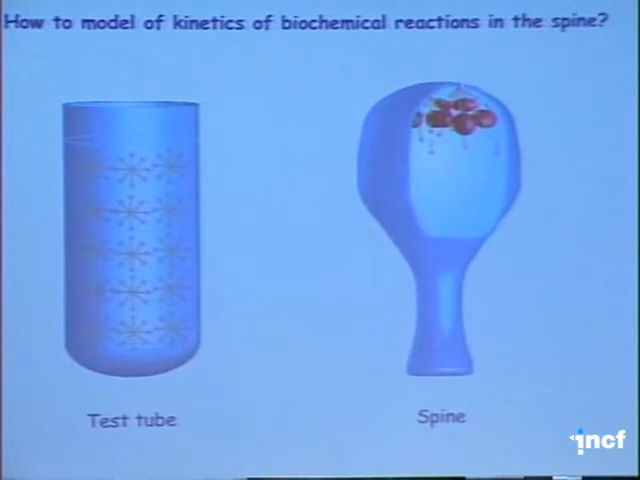 How to model of kinetics of biochemical reactions in the spine?
Test tube
Spine
incf